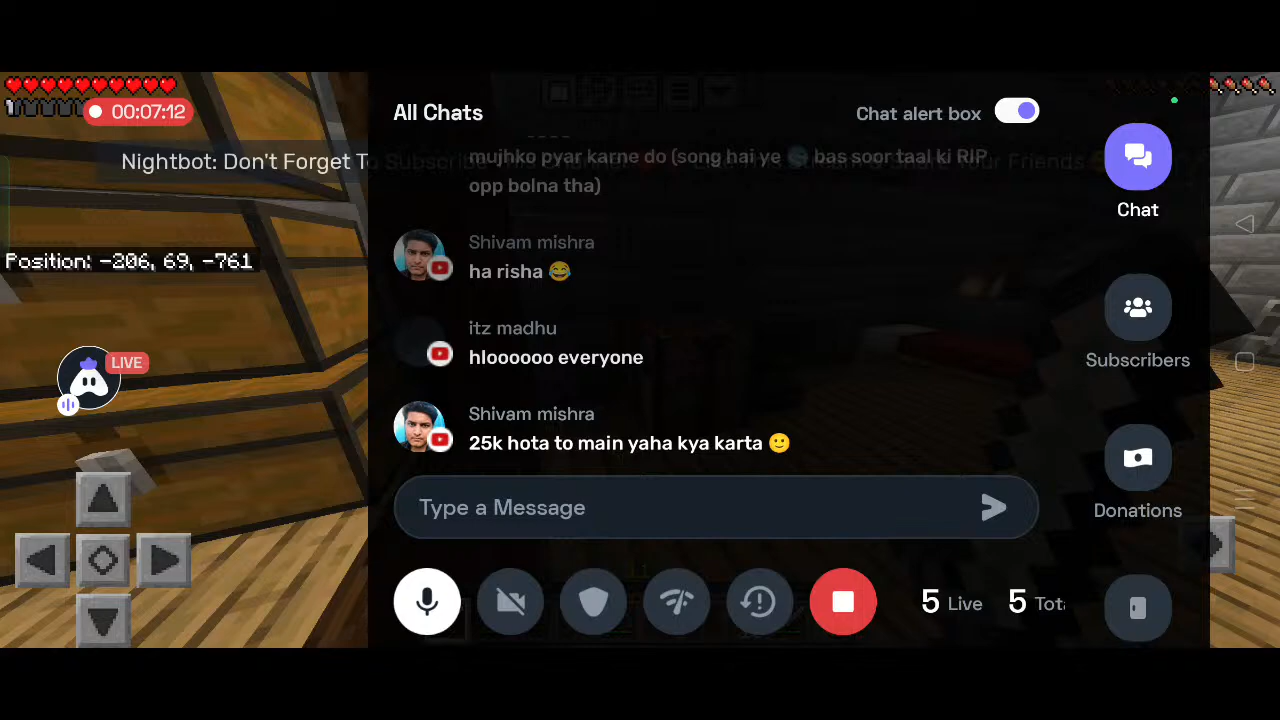 00:07:12
All Chats
Chat alert box
Nightbot: Don't Forget To Subscribe
mujhko pyar karne do (song hai ye bas soor taal ki RIP
opp bolna tha)
Chat
Shivam mishra
ha risha 😂
Position: -206, 69, -761
itz madhu
hloooooo everyone
LIVE
Subscribers
Shivam mishra
25k hota to main yaha kya karta 🙂
Type a Message
Donations
5 Live 5 Tot